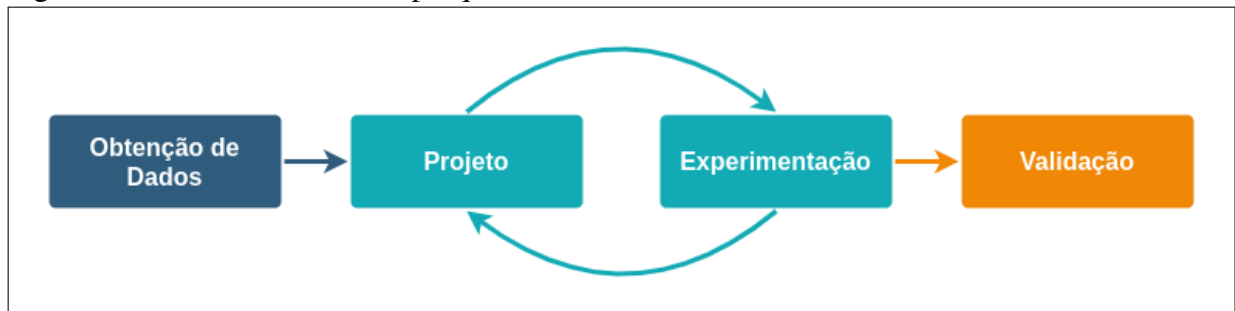 Obtenção de
Dados
Projeto
Experimentação
Validação